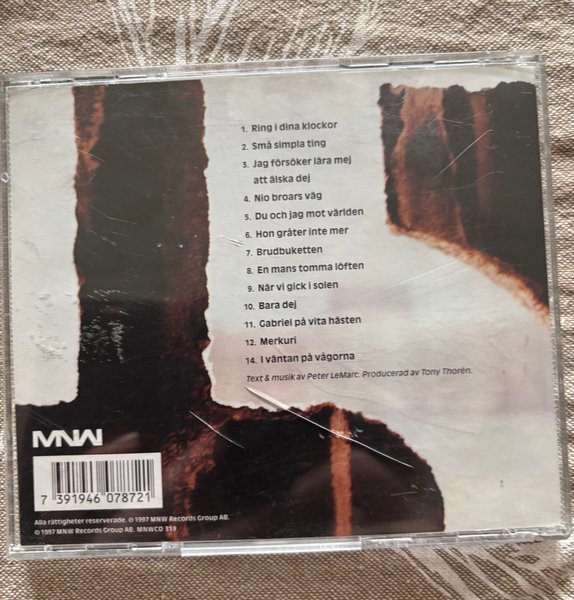 1. Ring i dina klockor
2. Små simpla ting
3. Jag försöker lära mej
att älska dej
4. Nio broars väg
5. Du och jag mot världen
6. Hon gråter inte mer
7. Brudbuketten
8. En mans tomma löften
9. När vi gick i solen
10. Bara dej
11. Gabriel på vita hästen
12. Merkuri
14. I väntan på vågorna
Text & musik av Peter LeMarc. Producerad av Tony Thorén.
MNW
7 391946 078721
Alla rättigheter reserverade. ℗ 1997 MNW Records Group AB.
© 1997 MNW Records Group AB. MNWCD 319